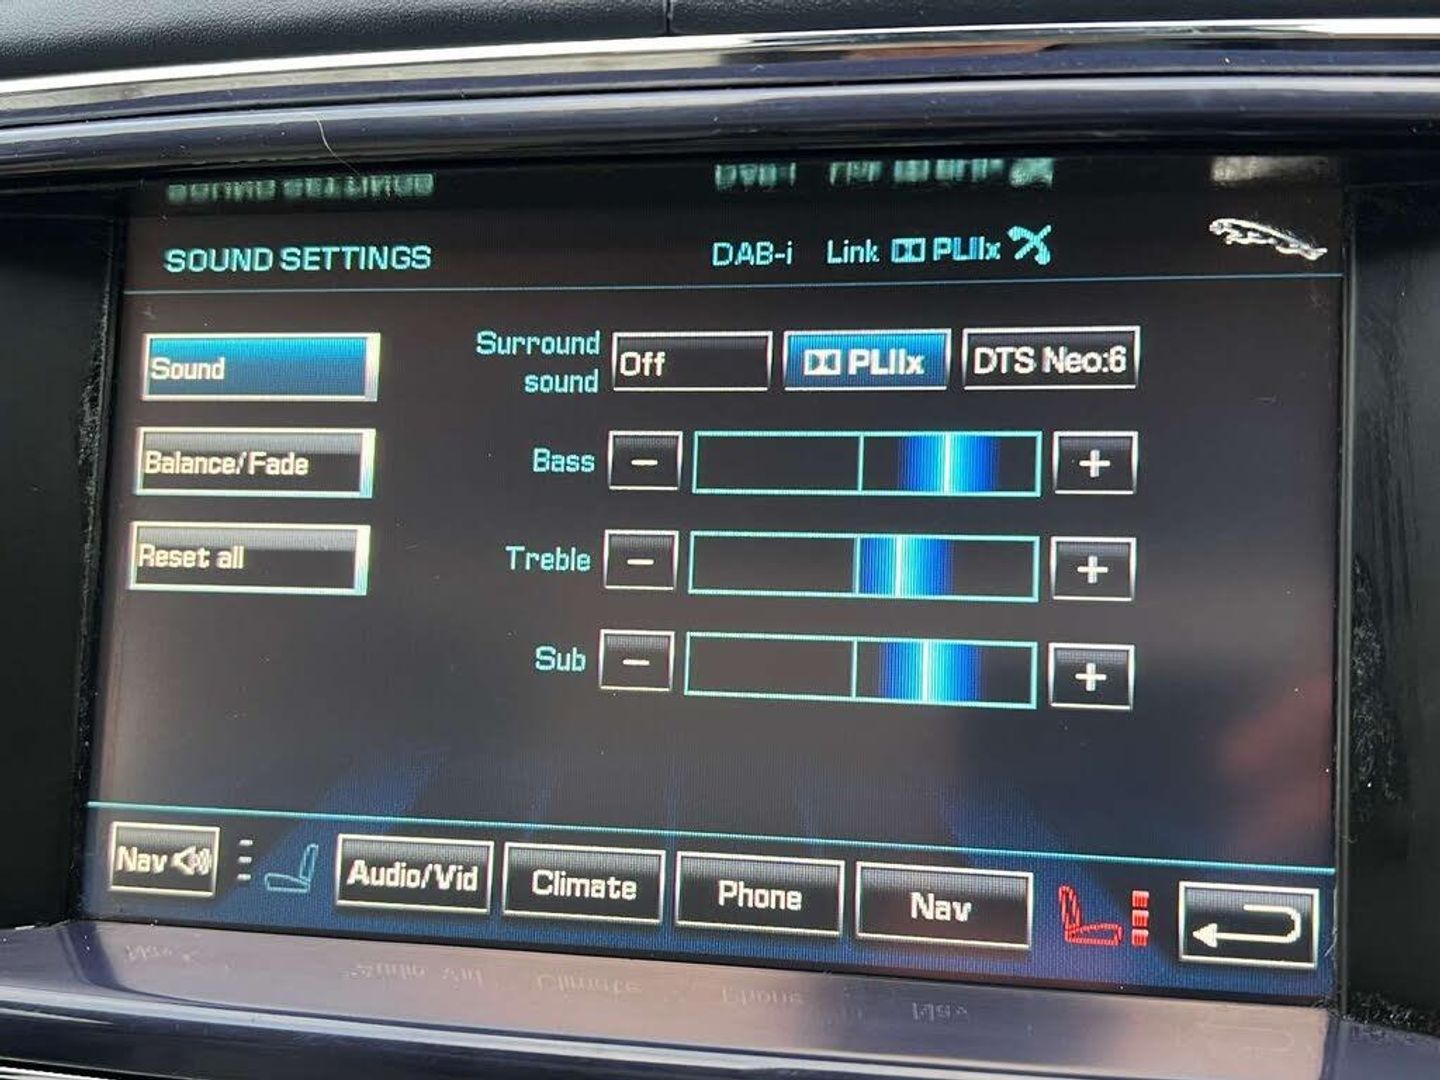 SOUND SETTINGS DAB-i Link PLIIx
Sound
Surround sound Off PLIIx DTS Neo:6
Balance/Fade
Bass − +
Reset all
Treble − +
Sub − +
Nav Audio/Vid Climate Phone Nav